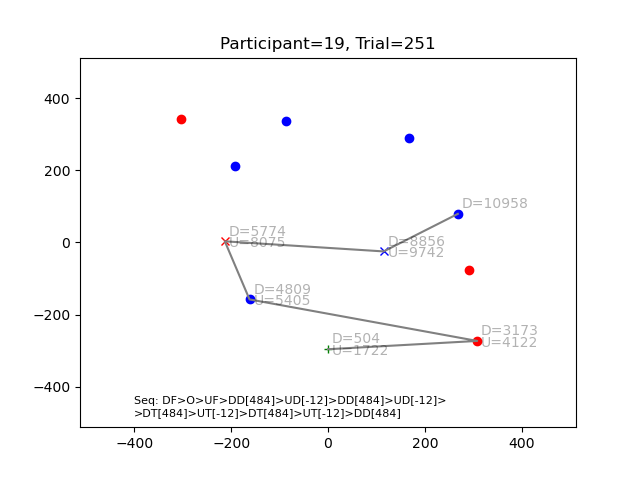 Participant=19, Trial=251
400
200
0
−200
−400
D=10958
D=5774
U=8075
D=8856
U=9742
D=4809
U=5405
D=3173
U=4122
D=504
U=1722
Seq: DF>O>UF>DD[484]>UD[-12]>DD[484]>UD[-12]>
>DT[484]>UT[-12]>DT[484]>UT[-12]>DD[484]
−400 −200 0 200 400